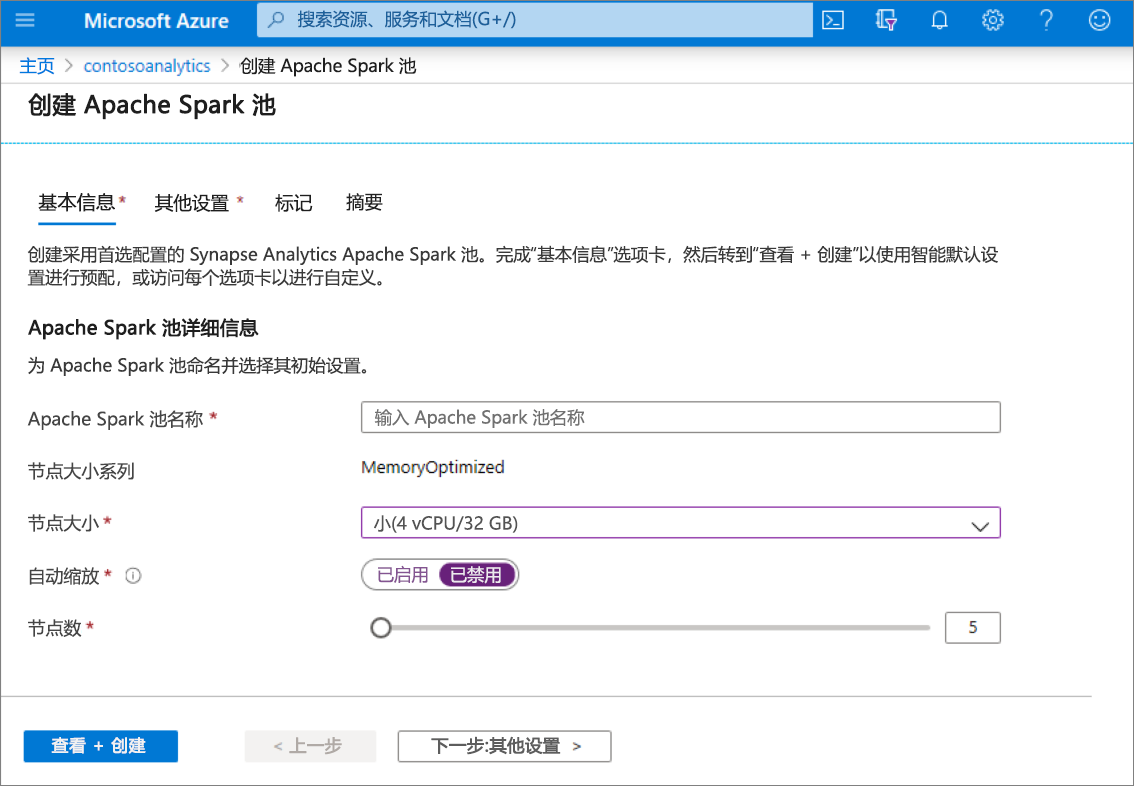 Microsoft Azure
搜索资源、服务和文档(G+/)
主页 > contosoanalytics > 创建 Apache Spark 池
创建 Apache Spark 池
基本信息* 其他设置 * 标记 摘要
创建采用首选配置的 Synapse Analytics Apache Spark 池。完成“基本信息”选项卡，然后转到“查看 + 创建”以使用智能默认设
置进行预配，或访问每个选项卡以进行自定义。
Apache Spark 池详细信息
为 Apache Spark 池命名并选择其初始设置。
Apache Spark 池名称 * 输入 Apache Spark 池名称
节点大小系列 MemoryOptimized
节点大小 * 小(4 vCPU/32 GB)
自动缩放 * 已启用 已禁用
节点数 * 5
查看 + 创建 < 上一步 下一步:其他设置 >